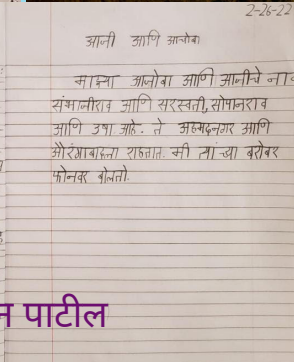 2-26-22
आजी आणि आजोबा
माझ्या आजोबा आणि आजीचे ना
संभाजीराव आणि सरस्वती, सोपानराव
आणि उषा आहे. ते अहमदनगर आणि
औरंगाबादला राहतात. मी त्यांच्या बरोबर
फोनवर बोलतो.
पाटील